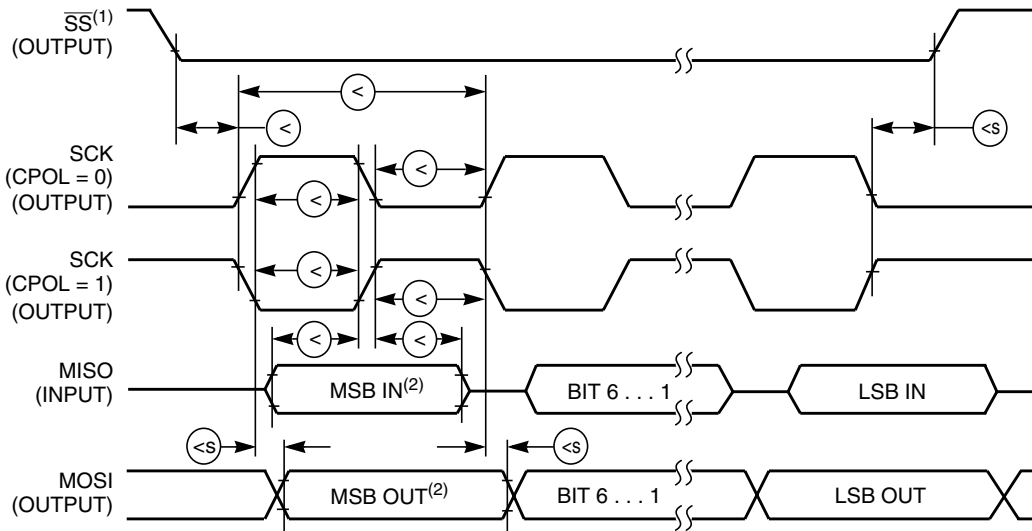 SS(1)
(OUTPUT)
<
<
<s
SCK
(CPOL = 0)
(OUTPUT)
<
<
SCK
(CPOL = 1)
(OUTPUT)
<
<
<
<
MISO
(INPUT)
MSB IN(2)
BIT 6 . . . 1
LSB IN
<s
<s
MOSI
(OUTPUT)
MSB OUT(2)
BIT 6 . . . 1
LSB OUT